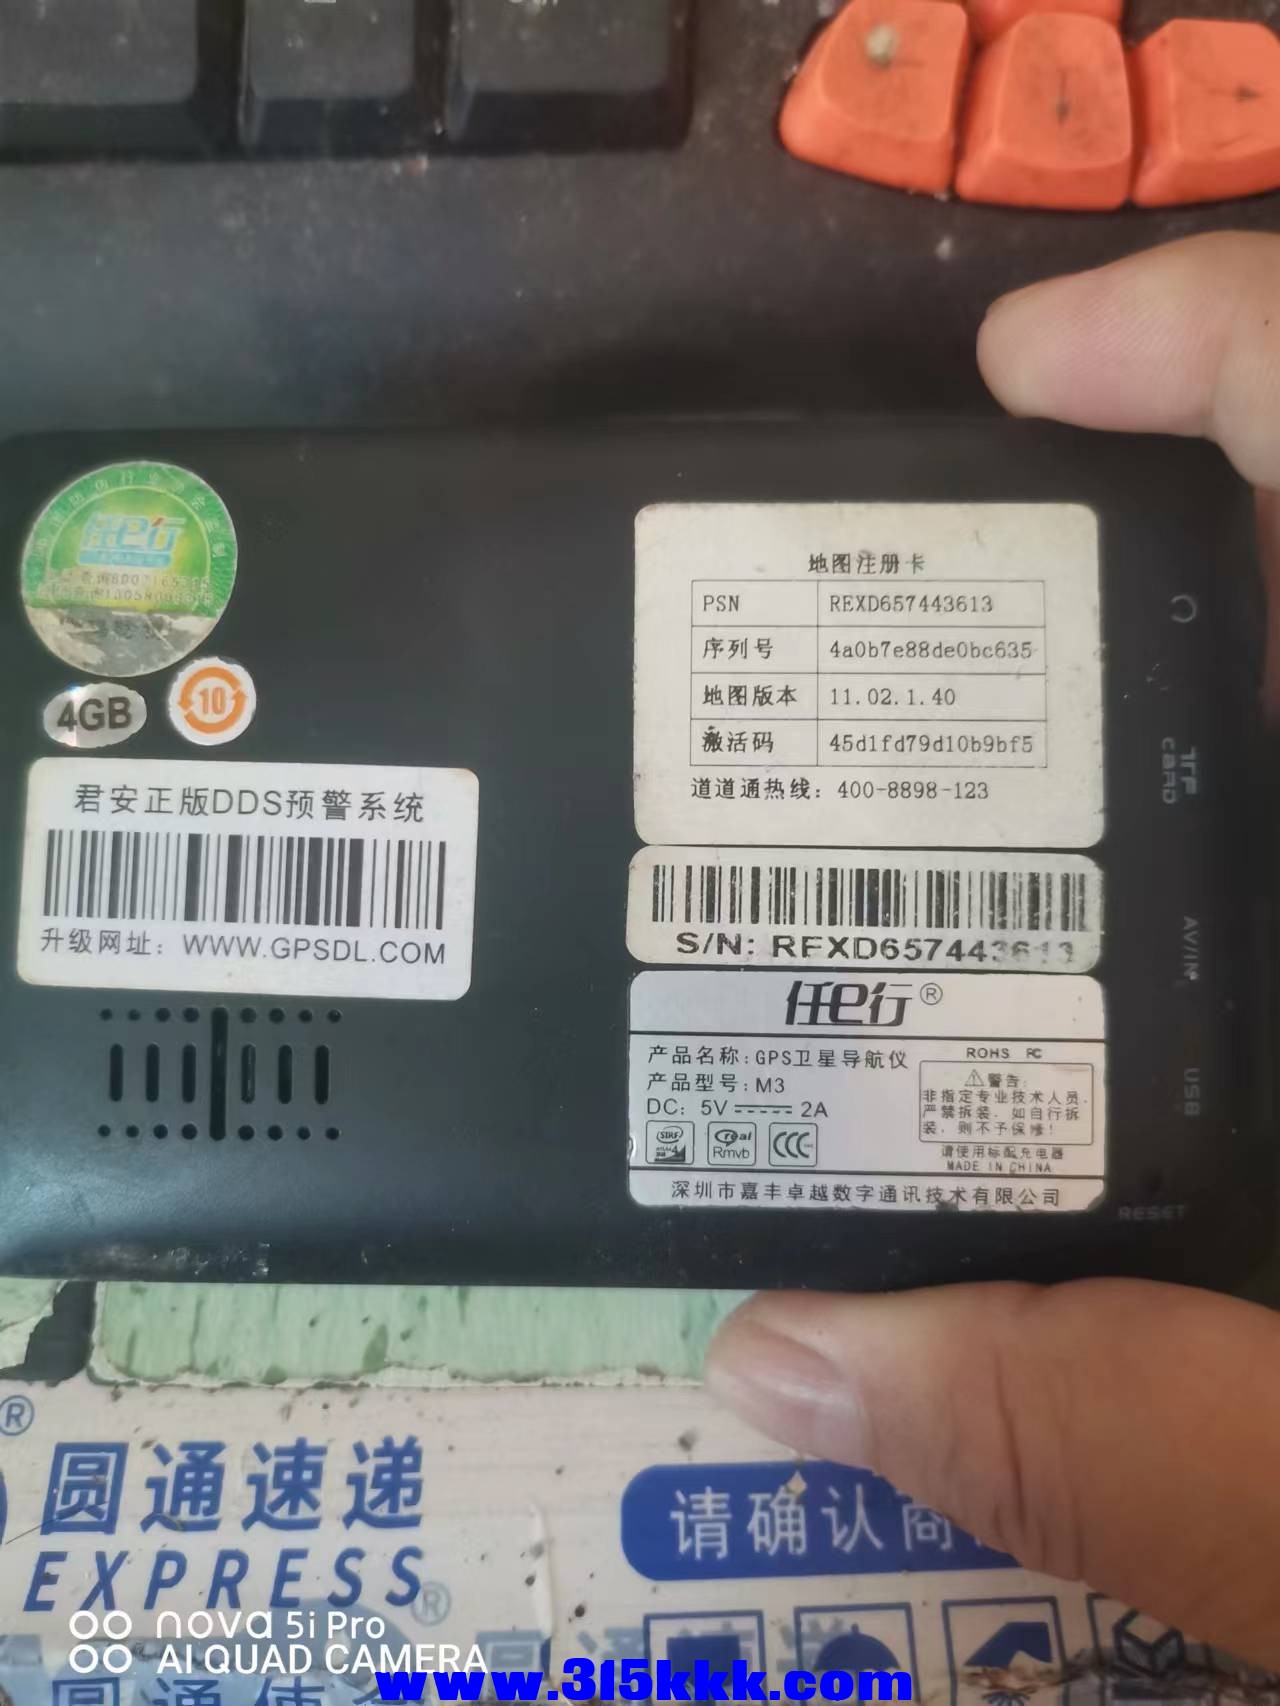 任e行
4GB
10
君安正版DDS预警系统
升级网址：WWW.GPSDL.COM
地图注册卡
PSN REXD657443613
序列号 4a0b7e88de0bc635
地图版本 11.02.1.40
激活码 45d1fd79d10b9bf5
道道通热线：400-8898-123
S/N: REXD657443613
任e行®
产品名称：GPS卫星导航仪
产品型号：M3
DC：5V 2A
SiRF
Real
Rmvb
CCC
ROHS FC
警告：
非指定专业技术人员，
严禁拆装，如自行拆
装，则不予保修！
请使用标配充电器
MADE IN CHINA
深圳市嘉丰卓越数字通讯技术有限公司
TF CARD
AV/IN
USB
RESET
®
圆通速递
EXPRESS
®
请确认商
圆通速递
nova 5i Pro
AI QUAD CAMERA
www.315kkk.com